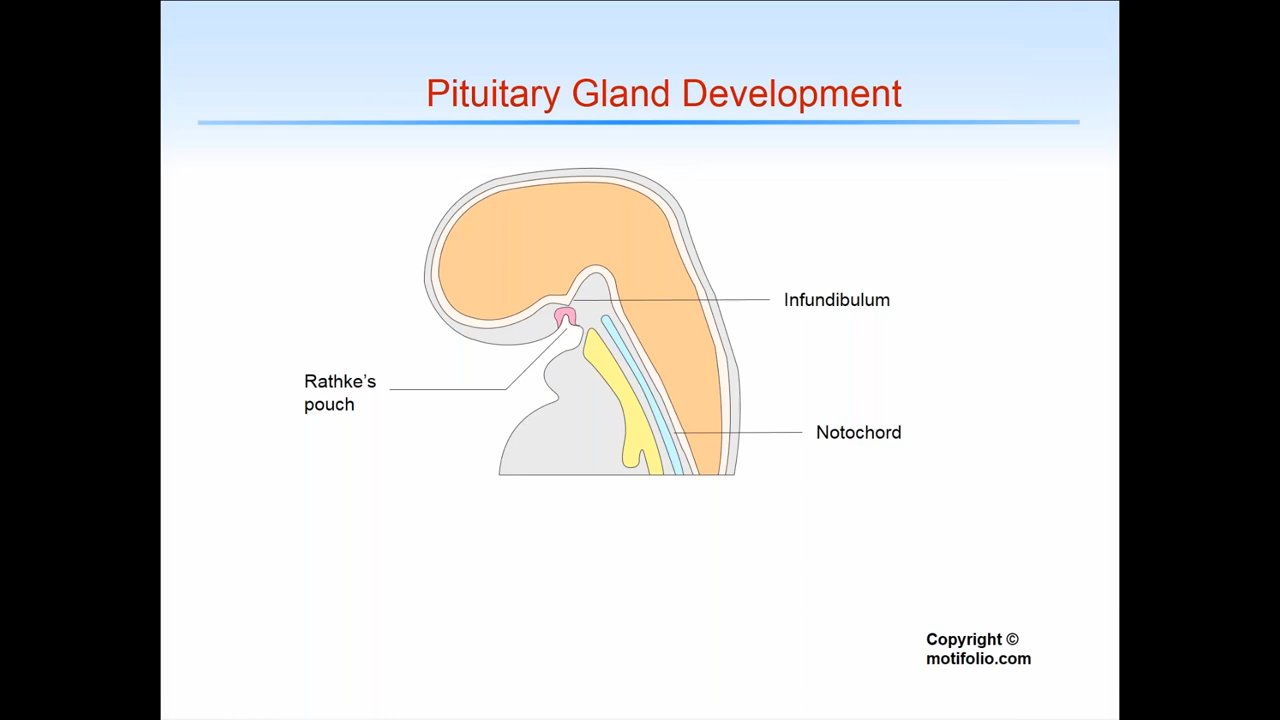 Pituitary Gland Development
Infundibulum
Rathke’s
pouch
Notochord
Copyright ©
motifolio.com